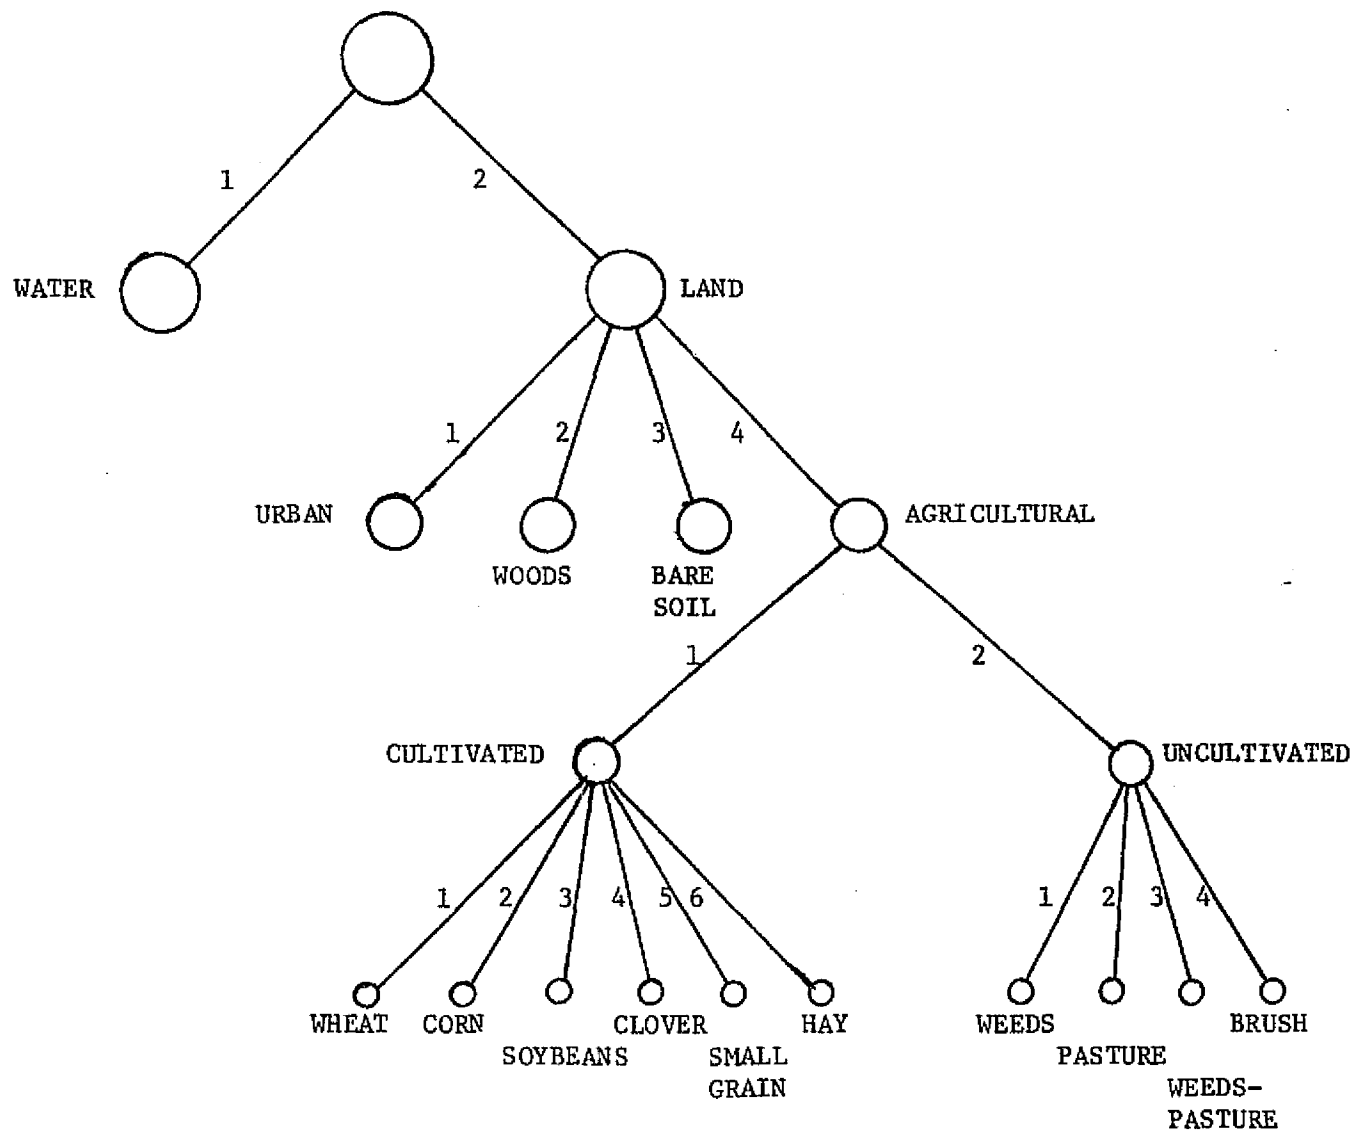 1 2
WATER LAND
1 2 3 4
URBAN AGRICULTURAL
WOODS BARE
SOIL
1 2
CULTIVATED UNCULTIVATED
1 2 3 4 5 6 1 2 3 4
WHEAT CORN CLOVER HAY WEEDS BRUSH
SOYBEANS SMALL PASTURE
GRAIN WEEDS-
PASTURE